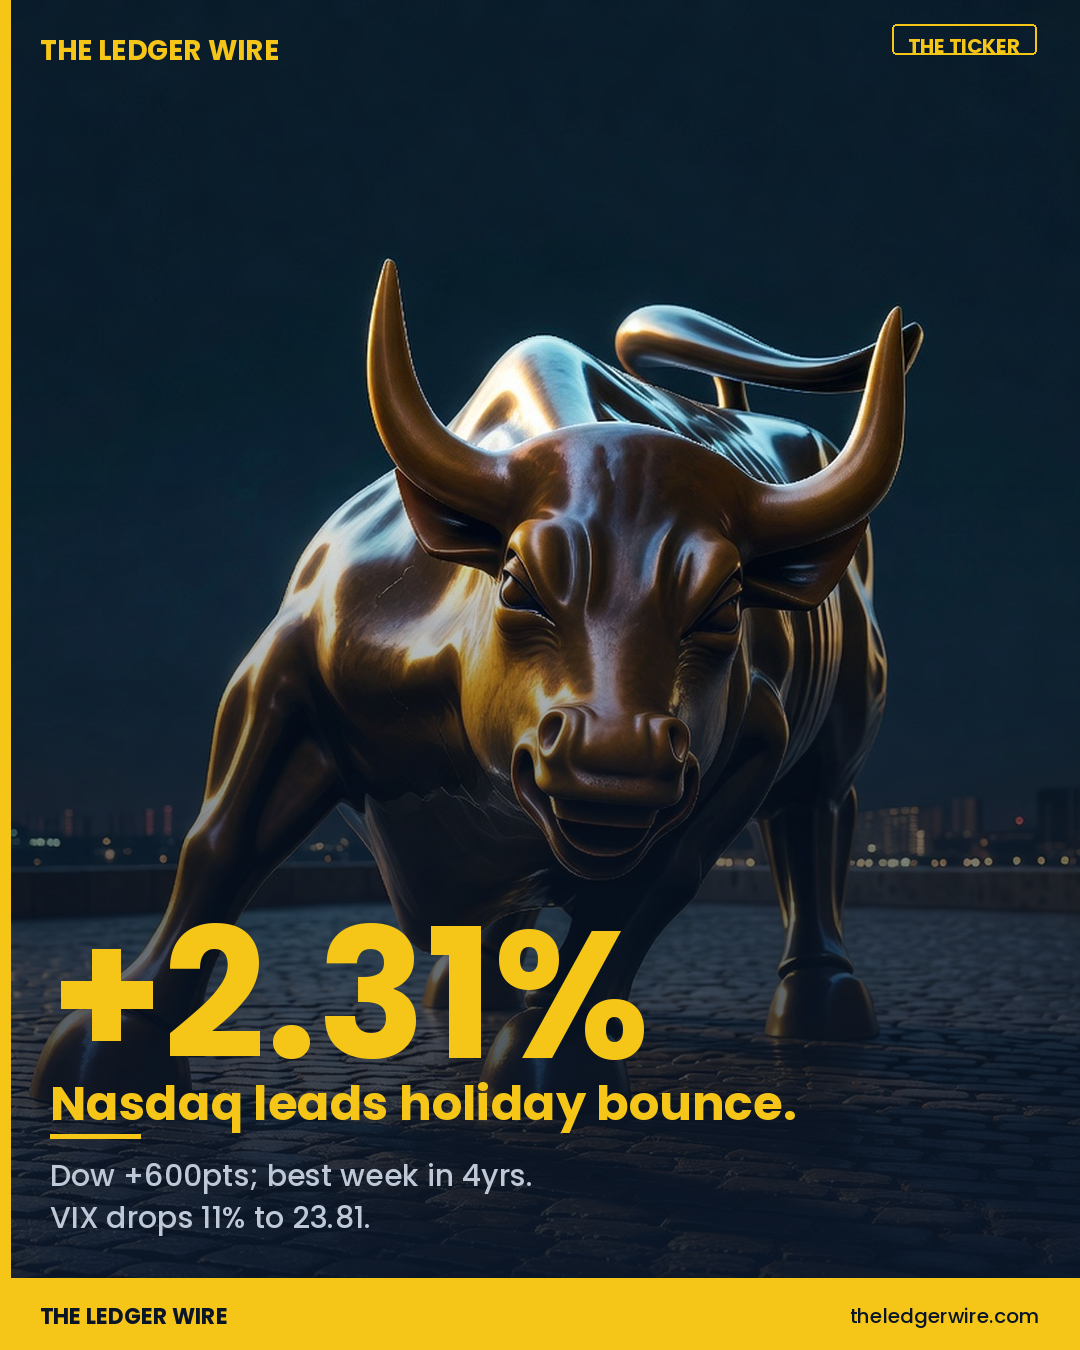 THE LEDGER WIRE
THE TICKER
+2.31%
Nasdaq leads holiday bounce.
Dow +600pts; best week in 4yrs.
VIX drops 11% to 23.81.
THE LEDGER WIRE
theledgerwire.com